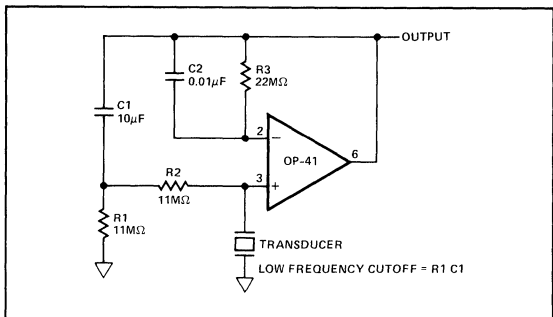 OUTPUT
C2
0.01µF
R3
22MΩ
C1
10µF
2
−
OP-41
6
3
+
R2
11MΩ
R1
11MΩ
TRANSDUCER
LOW FREQUENCY CUTOFF = R1 C1